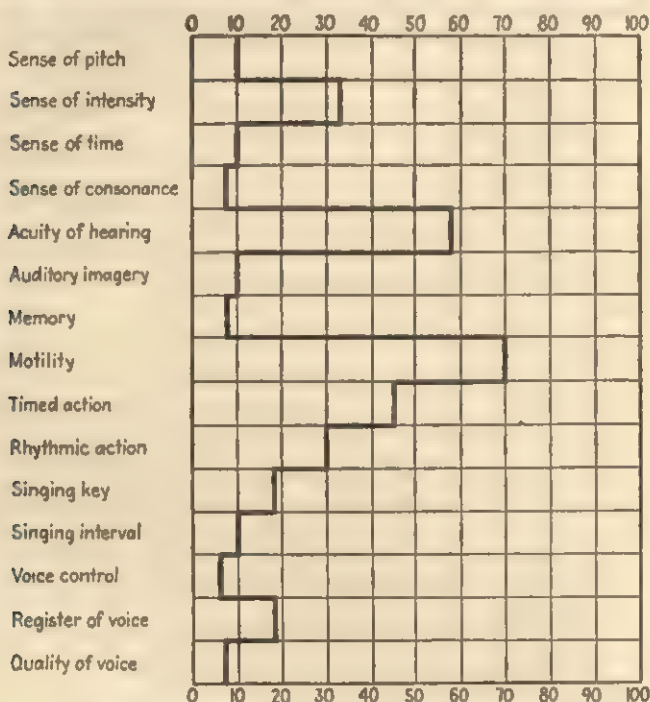 0 10 20 30 40 50 60 70 80 90 100
Sense of pitch
Sense of intensity
Sense of time
Sense of consonance
Acuity of hearing
Auditory imagery
Memory
Motility
Timed action
Rhythmic action
Singing key
Singing interval
Voice control
Register of voice
Quality of voice
0 10 20 30 40 50 60 70 80 90 100